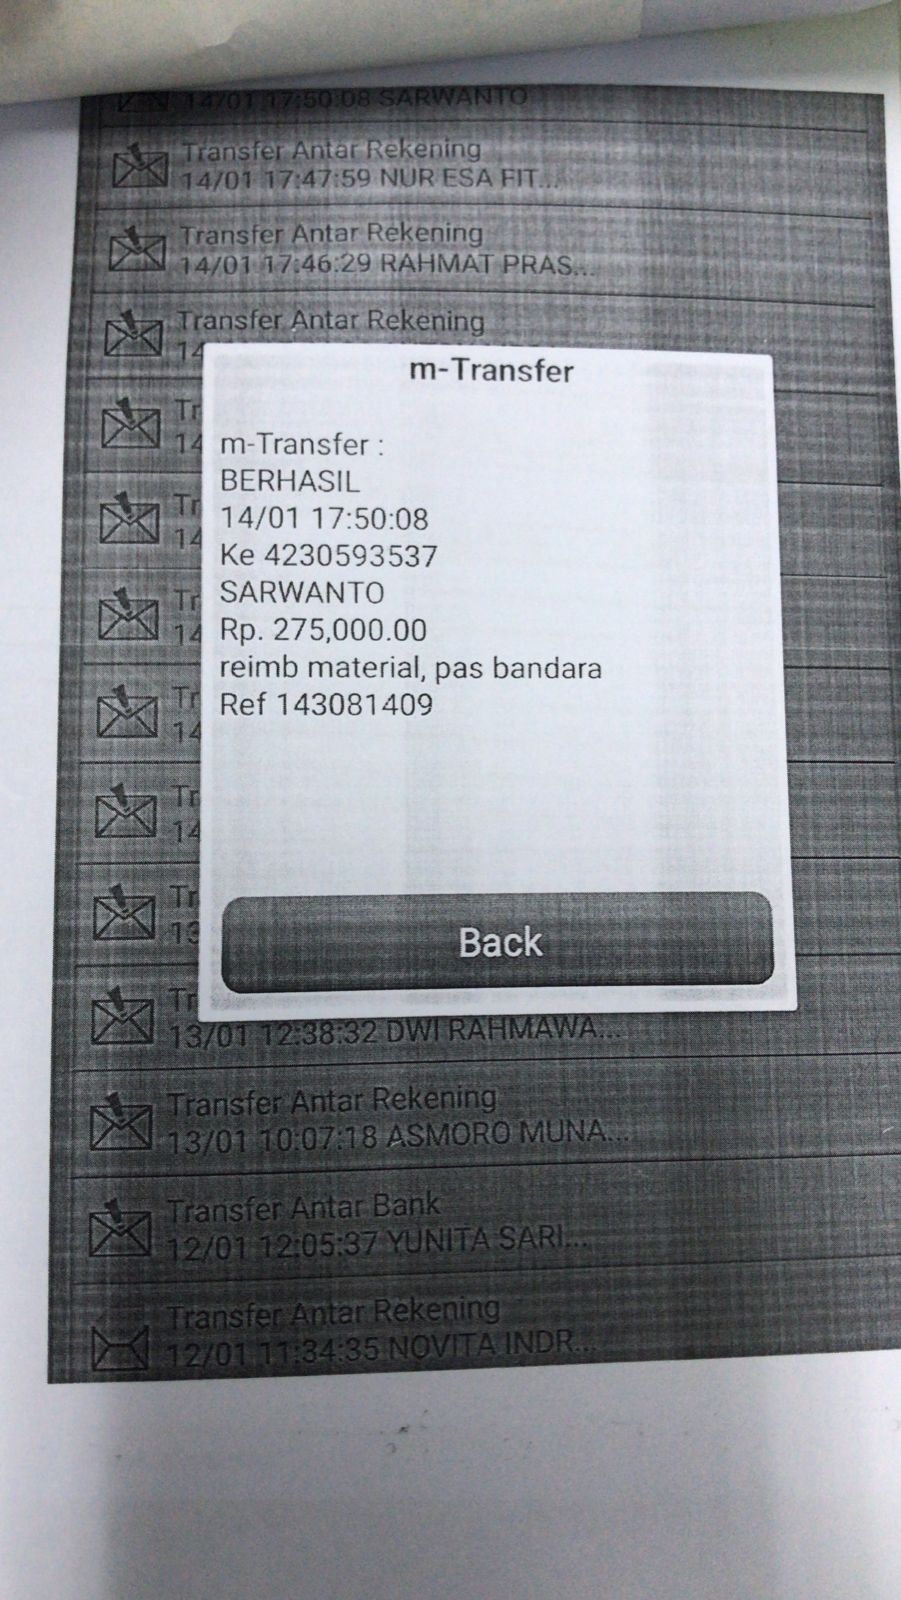 14/01 17:50:08 SARWANTO
Transfer Antar Rekening
14/01 17:47:59 NUR ESA FIT...
Transfer Antar Rekening
14/01 17:46:29 RAHMAT PRAS...
Transfer Antar Rekening
14
m-Transfer
Tr
14
m-Transfer :
BERHASIL
Tr
14
14/01 17:50:08
Ke 4230593537
SARWANTO
Tr
14
Rp. 275,000.00
reimb material, pas bandara
Tr
14
Ref 143081409
Tr
14
Tr
13
Back
Tr
13/01 12:38:32 DWI RAHMAWA...
Transfer Antar Rekening
13/01 10:07:18 ASMORO MUNA...
Transfer Antar Bank
12/01 12:05:37 YUNITA SARI...
Transfer Antar Rekening
12/01 11:34:35 NOVITA INDR...